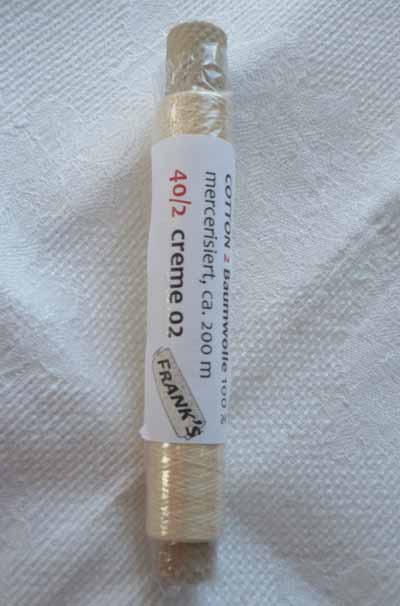 COTTON 2 Baumwolle 100 %
mercerisiert, ca. 200 m
40/2 creme 02
FRANK'S